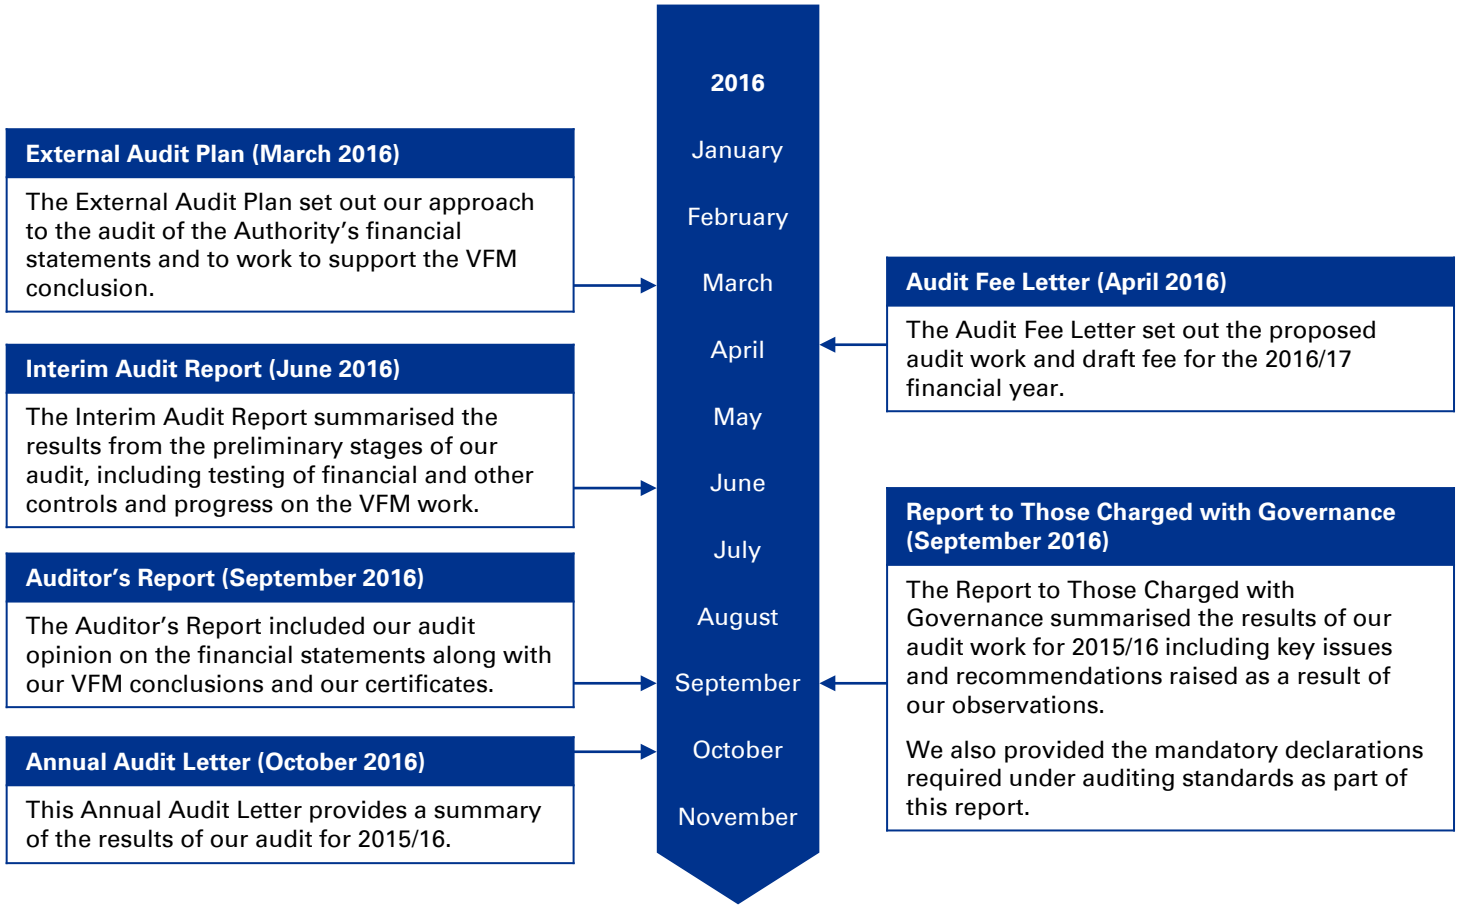 2016
January
February
March
April
May
June
July
August
September
October
November
External Audit Plan (March 2016)
The External Audit Plan set out our approach
to the audit of the Authority’s financial
statements and to work to support the VFM
conclusion.
Interim Audit Report (June 2016)
The Interim Audit Report summarised the
results from the preliminary stages of our
audit, including testing of financial and other
controls and progress on the VFM work.
Auditor’s Report (September 2016)
The Auditor’s Report included our audit
opinion on the financial statements along with
our VFM conclusions and our certificates.
Annual Audit Letter (October 2016)
This Annual Audit Letter provides a summary
of the results of our audit for 2015/16.
Audit Fee Letter (April 2016)
The Audit Fee Letter set out the proposed
audit work and draft fee for the 2016/17
financial year.
Report to Those Charged with Governance
(September 2016)
The Report to Those Charged with
Governance summarised the results of our
audit work for 2015/16 including key issues
and recommendations raised as a result of
our observations.
We also provided the mandatory declarations
required under auditing standards as part of
this report.